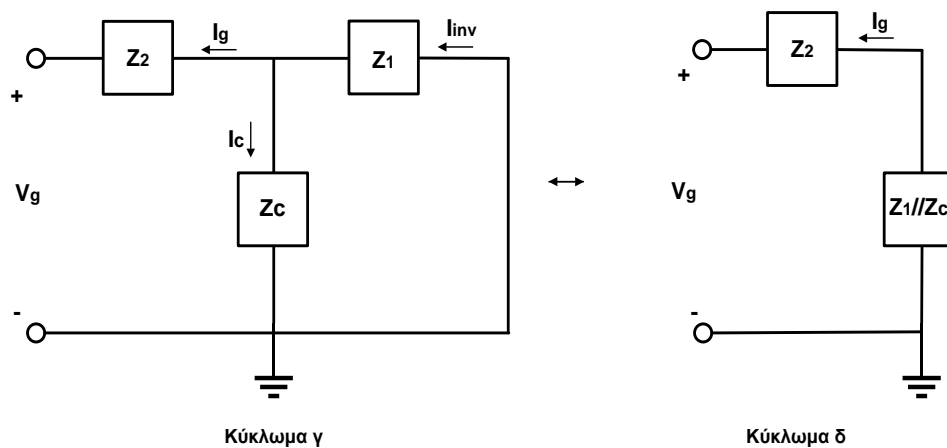 Ig
Iinv
Z2
Z1
+
Ic
Vg
Zc
-
Κύκλωμα γ
Ig
Z2
+
Vg
Z1//Zc
-
Κύκλωμα δ